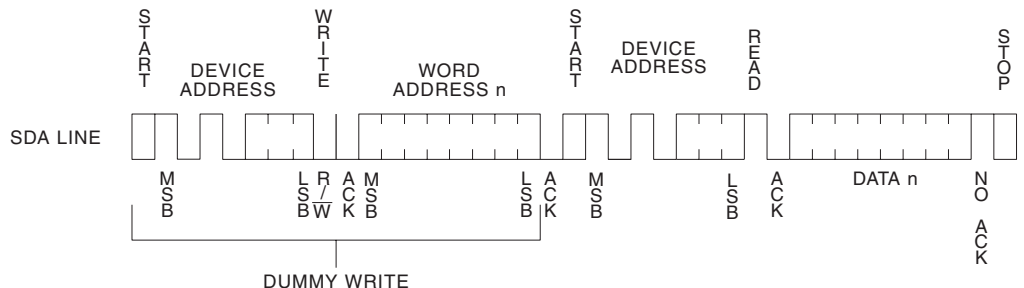 START
DEVICE
ADDRESS
WRITE
WORD
ADDRESS n
START
DEVICE
ADDRESS
READ
STOP
SDA LINE
MSB
LSB
R/W
ACK
MSB
LSB
ACK
MSB
LSB
ACK
DATA n
NO ACK
DUMMY WRITE